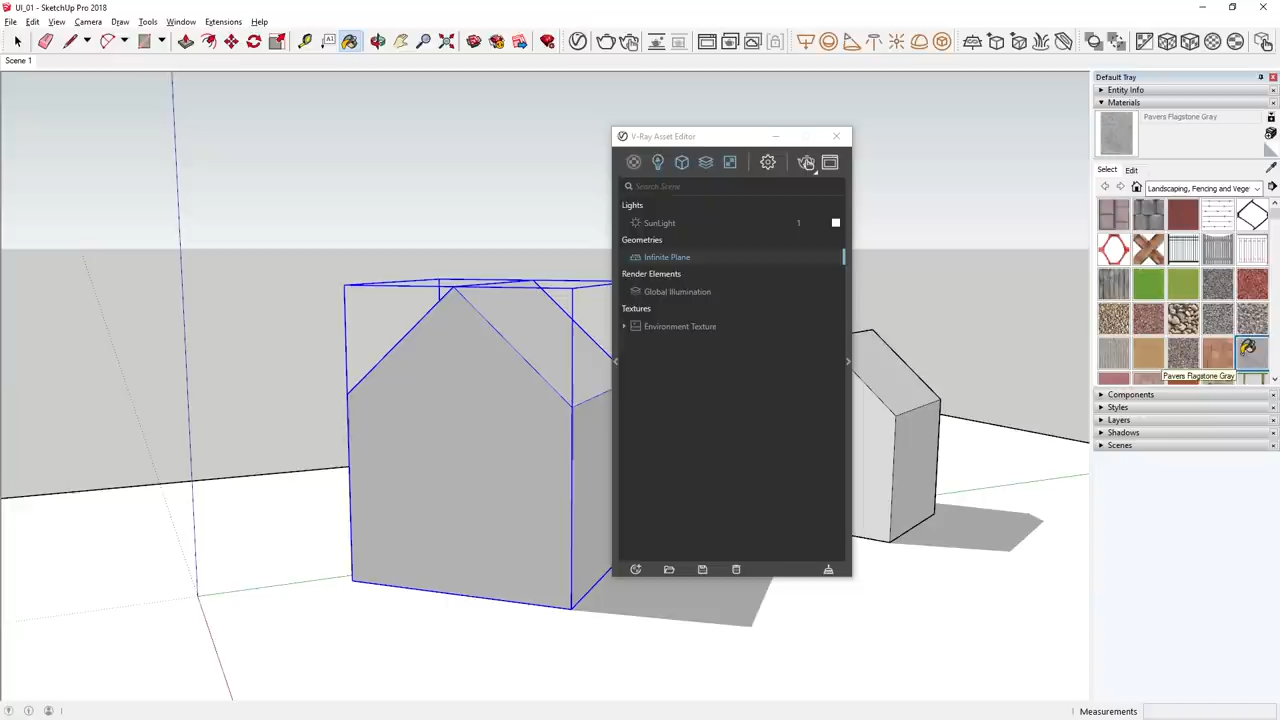 UI_01 - SketchUp Pro 2018
File Edit View Camera Draw Tools Window Extensions Help
Scene 1
Default Tray
Entity Info
Materials
Pavers Flagstone Gray
Select Edit
Landscaping, Fencing and Vege
Pavers Flagstone Gray
Components
Styles
Layers
Shadows
Scenes
V-Ray Asset Editor
Search Scene
Lights
SunLight 1
Geometries
Infinite Plane
Render Elements
Global Illumination
Textures
Environment Texture
Measurements